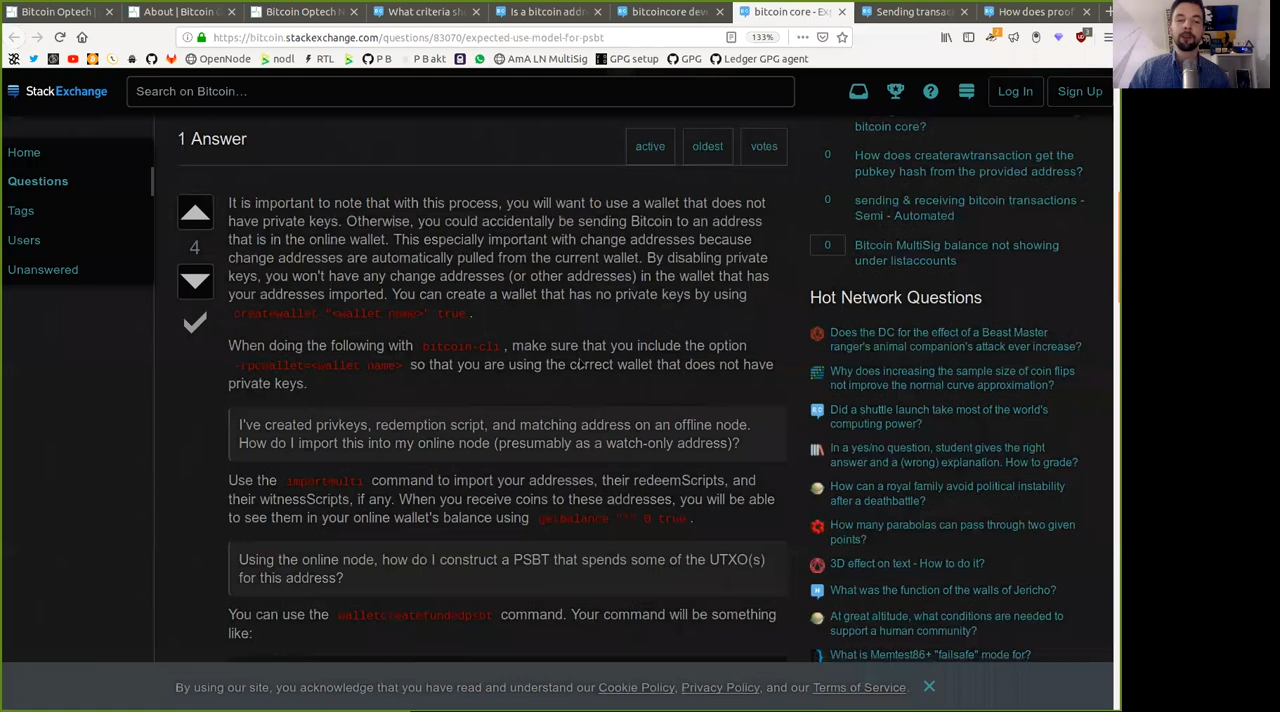 Bitcoin Optech |
About | Bitcoin O
Bitcoin Optech N
What criteria sh
Is a bitcoin addr
bitcoincore deve
bitcoin core - Exp
Sending transac
How does proof
https://bitcoin.stackexchange.com/questions/83070/expected-use-model-for-psbt
133%
OpenNode
nodl
RTL
P B
P B akt
AmA LN MultiSig
GPG setup
GPG
Ledger GPG agent
StackExchange
Search on Bitcoin…
Log In
Sign Up
Home
Questions
Tags
Users
Unanswered
1 Answer
active
oldest
votes
4
It is important to note that with this process, you will want to use a wallet that does not
have private keys. Otherwise, you could accidentally be sending Bitcoin to an address
that is in the online wallet. This especially important with change addresses because
change addresses are automatically pulled from the current wallet. By disabling private
keys, you won't have any change addresses (or other addresses) in the wallet that has
your addresses imported. You can create a wallet that has no private keys by using
createwallet "<wallet name>" true .
When doing the following with bitcoin-cli , make sure that you include the option
-rpcwallet=<wallet name> so that you are using the correct wallet that does not have
private keys.
I've created privkeys, redemption script, and matching address on an offline node.
How do I import this into my online node (presumably as a watch-only address)?
Use the importmulti command to import your addresses, their redeemScripts, and
their witnessScripts, if any. When you receive coins to these addresses, you will be able
to see them in your online wallet's balance using getbalance "*" 0 true .
Using the online node, how do I construct a PSBT that spends some of the UTXO(s)
for this address?
You can use the walletcreatefundedpsbt command. Your command will be something
like:
bitcoin core?
0
How does createrawtransaction get the
pubkey hash from the provided address?
0
sending & receiving bitcoin transactions -
Semi - Automated
0
Bitcoin MultiSig balance not showing
under listaccounts
Hot Network Questions
Does the DC for the effect of a Beast Master
ranger's animal companion's attack ever increase?
Why does increasing the sample size of coin flips
not improve the normal curve approximation?
Did a shuttle launch take most of the world's
computing power?
In a yes/no question, student gives the right
answer and a (wrong) explanation. How to grade?
How can a royal family avoid political instability
after a deathbattle?
How many parabolas can pass through two given
points?
3D effect on text - How to do it?
What was the function of the walls of Jericho?
At great altitude, what conditions are needed to
support a human community?
What is Memtest86+ "failsafe" mode for?
By using our site, you acknowledge that you have read and understand our Cookie Policy, Privacy Policy, and our Terms of Service.